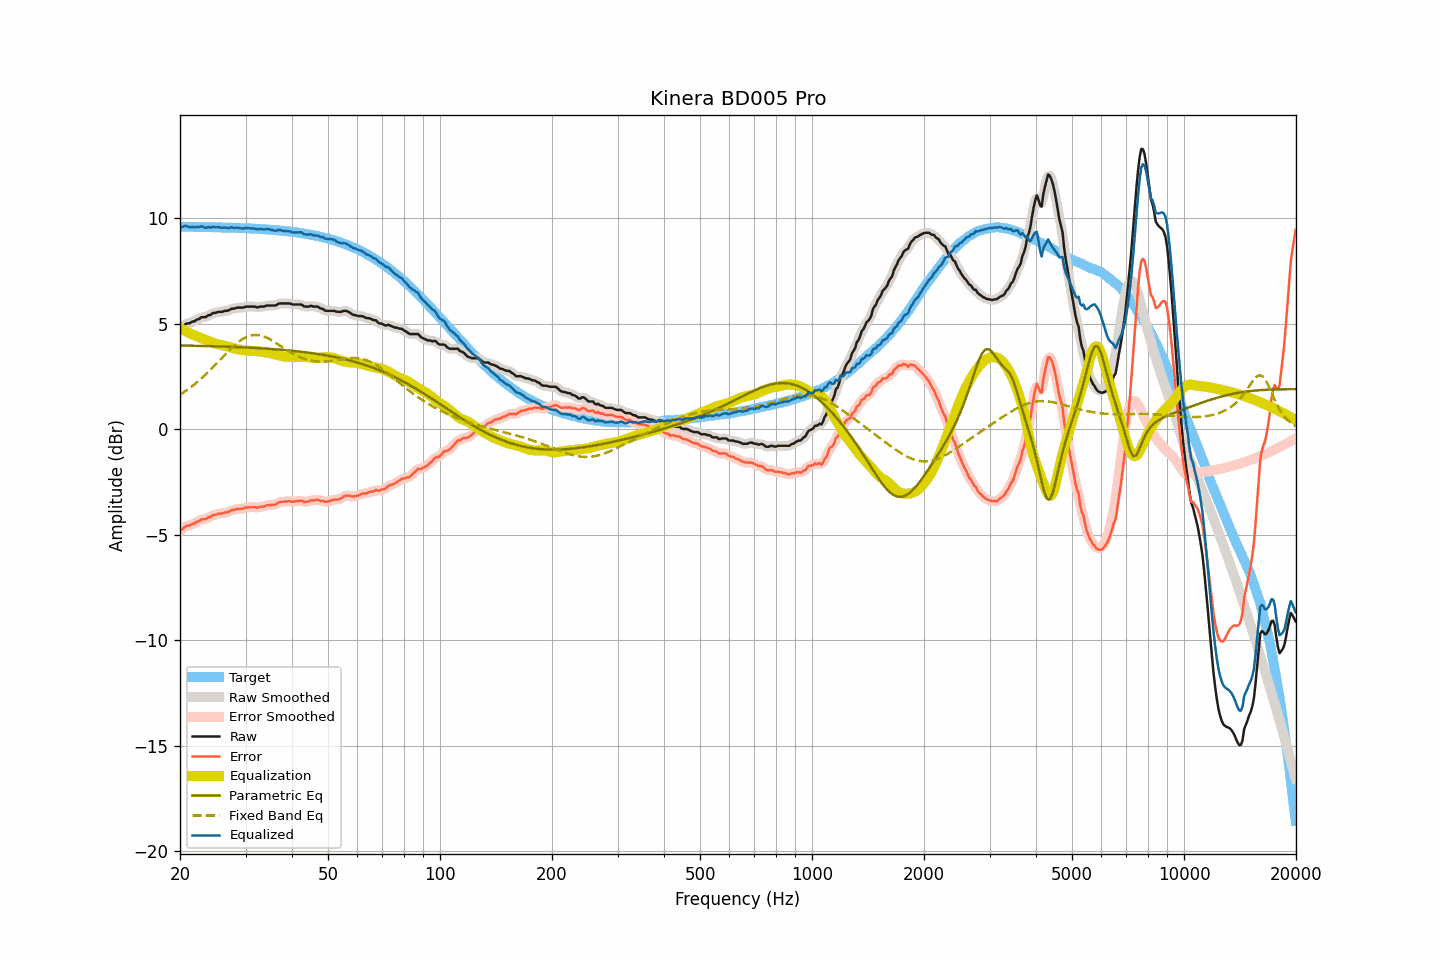 Kinera BD005 Pro
Amplitude (dBr)
10
5
0
−5
−10
−15
−20
Target
Raw Smoothed
Error Smoothed
Raw
Error
Equalization
Parametric Eq
Fixed Band Eq
Equalized
20 50 100 200 500 1000 2000 5000 10000 20000
Frequency (Hz)